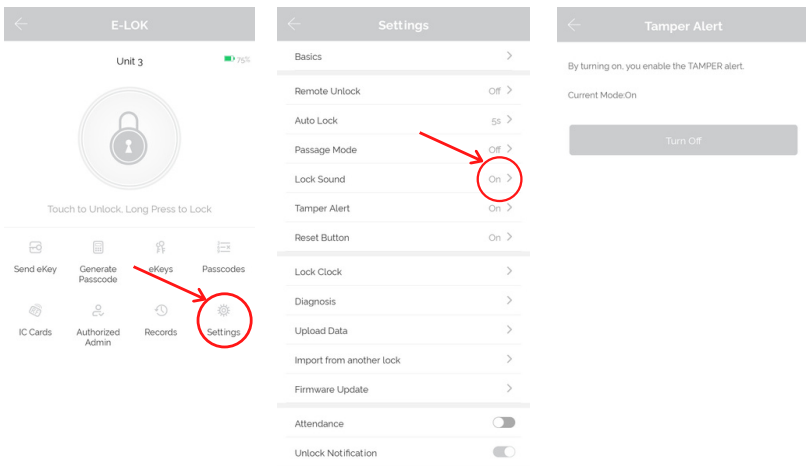 E-LOK
Unit 3
75%
Touch to Unlock, Long Press to Lock
Send eKey
Generate Passcode
eKeys
Passcodes
IC Cards
Authorized Admin
Records
Settings
Settings
Basics
Remote Unlock Off
Auto Lock 5s
Passage Mode Off
Lock Sound On
Tamper Alert On
Reset Button On
Lock Clock
Diagnosis
Upload Data
Import from another lock
Firmware Update
Attendance
Unlock Notification
Tamper Alert
By turning on, you enable the TAMPER alert.
Current Mode:On
Turn Off